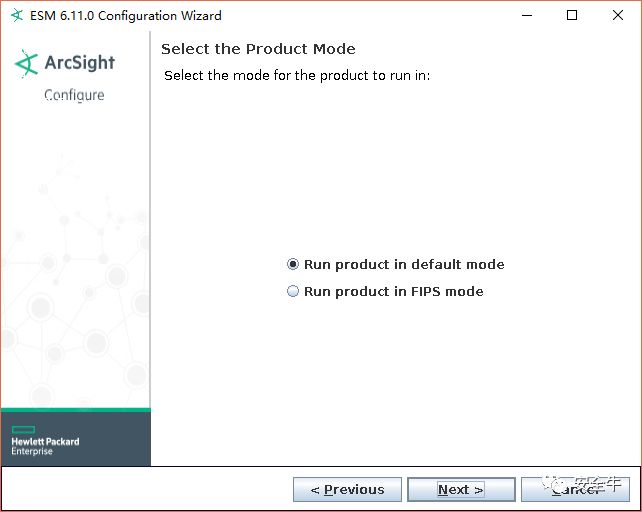 ESM 6.11.0 Configuration Wizard
ArcSight
Configure
Select the Product Mode
Select the mode for the product to run in:
Run product in default mode
Run product in FIPS mode
Hewlett Packard
Enterprise
< Previous
Next >
Cancel
安全牛